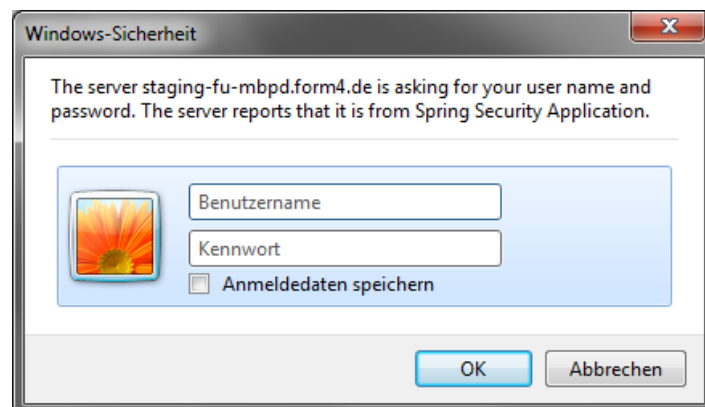 Windows-Sicherheit
The server staging-fu-mbpd.form4.de is asking for your user name and
password. The server reports that it is from Spring Security Application.
Benutzername
Kennwort
Anmeldedaten speichern
OK Abbrechen